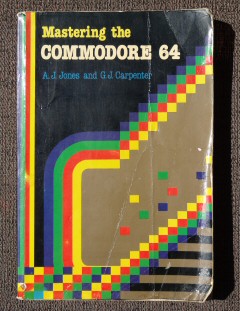 Mastering the
COMMODORE 64
A.J. Jones and G.J. Carpenter